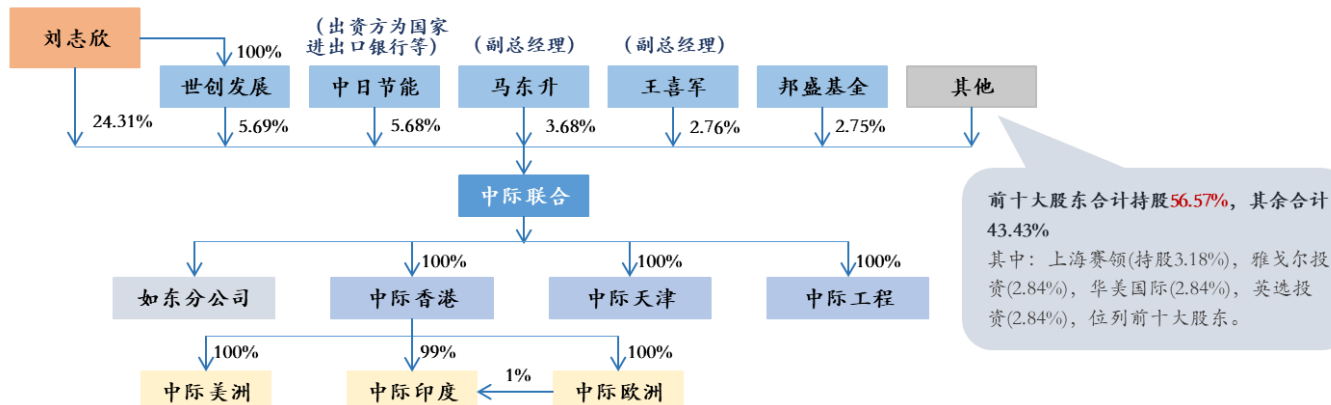 刘志欣
100%
（出资方为国家
进出口银行等）
（副总经理）
（副总经理）
世创发展
中日节能
马东升
王喜军
邦盛基金
其他
24.31%
5.69%
5.68%
3.68%
2.76%
2.75%
中际联合
前十大股东合计持股56.57%，其余合计
43.43%
其中：上海赛领(持股3.18%)，雅戈尔投
资(2.84%)，华美国际(2.84%)，英选投
资(2.84%)，位列前十大股东。
100%
100%
100%
如东分公司
中际香港
中际天津
中际工程
100%
99%
100%
中际美洲
中际印度
1%
中际欧洲